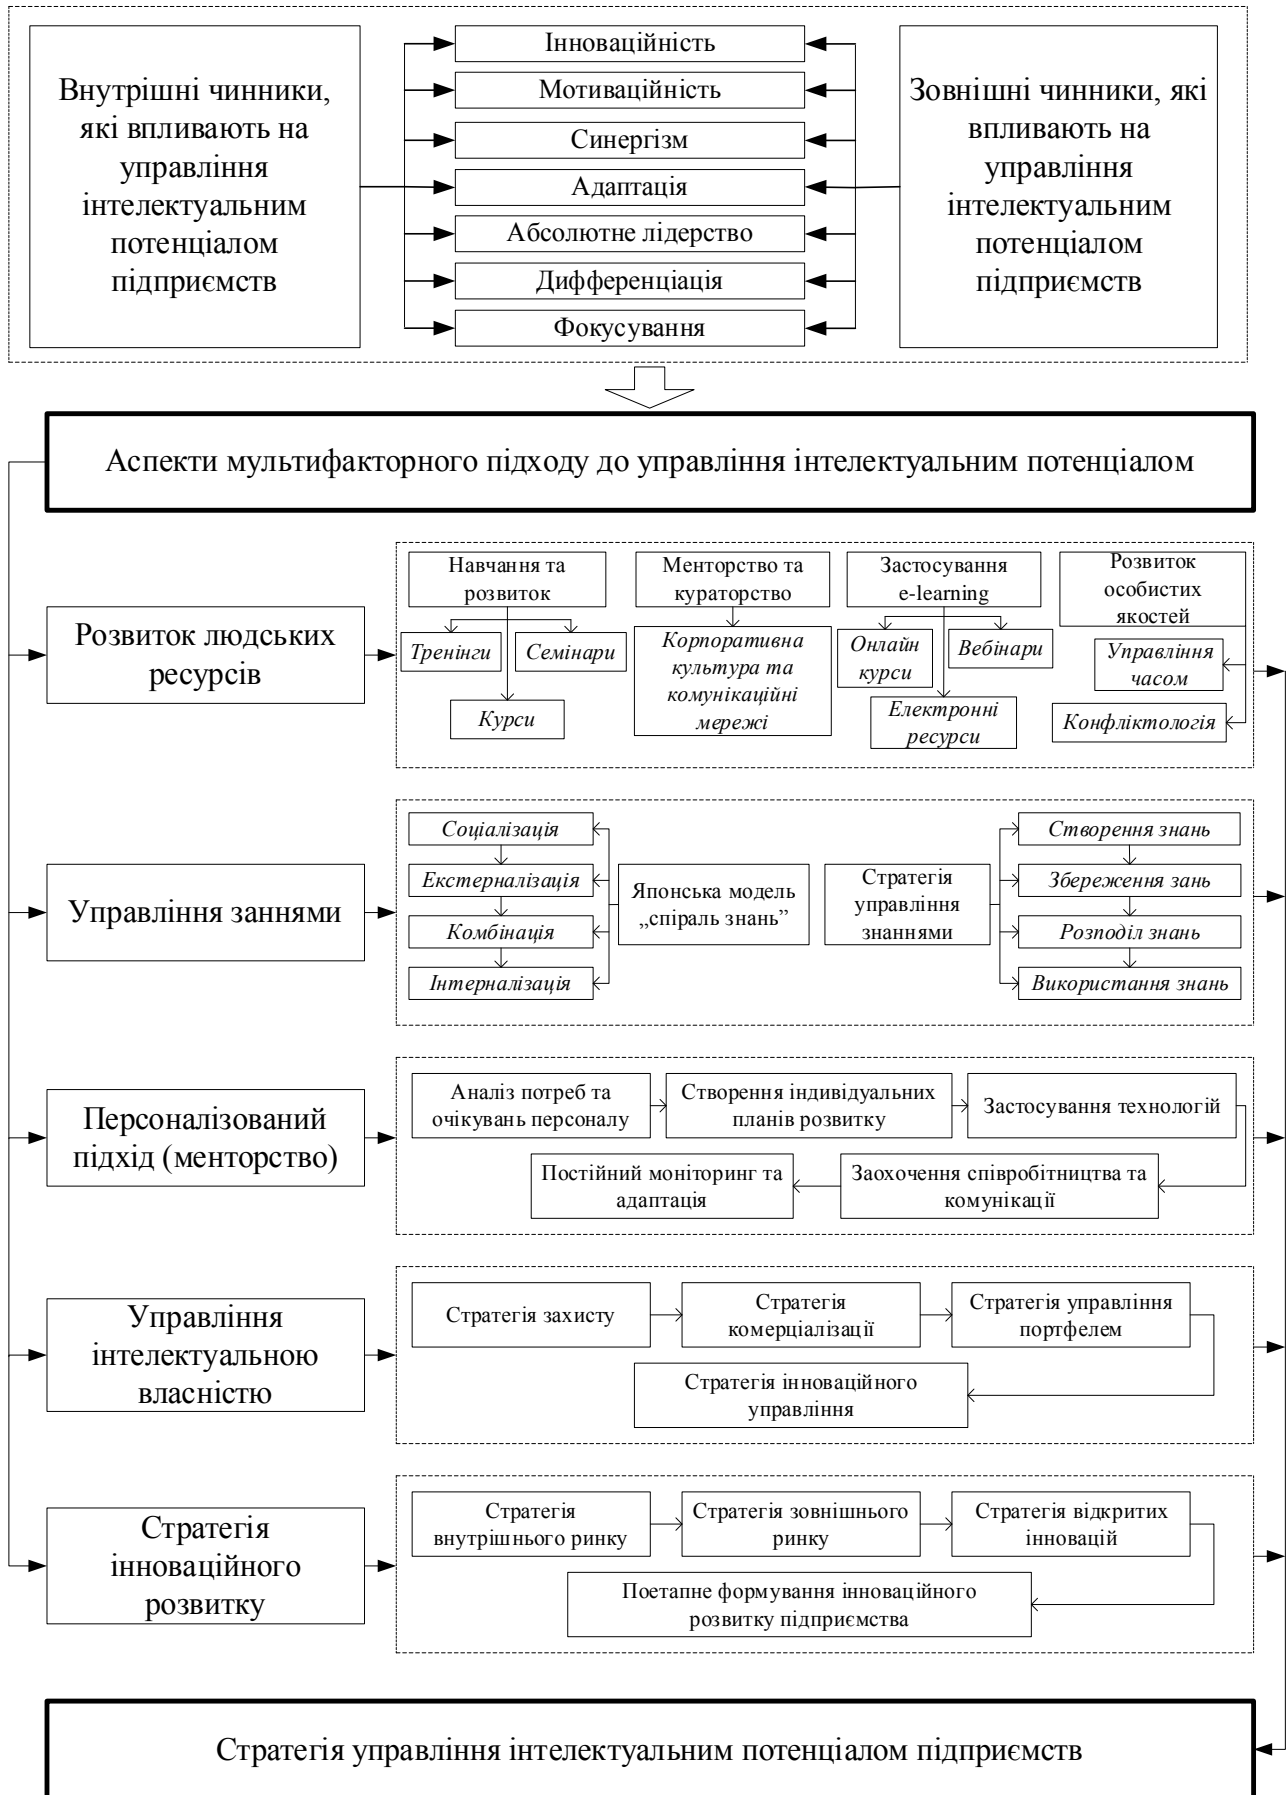 Внутрішні чинники,
які впливають на
управління
інтелектуальним
потенціалом
підприємств
Інноваційність
Мотиваційність
Синергізм
Адаптація
Абсолютне лідерство
Дифференціація
Фокусування
Зовнішні чинники, які
впливають на
управління
інтелектуальним
потенціалом
підприємств
Аспекти мультифакторного підходу до управління інтелектуальним потенціалом
Розвиток людських
ресурсів
Навчання та
розвиток
Тренінги
Семінари
Курси
Менторство та
кураторство
Корпоративна
культура та
комунікаційні
мережі
Застосування
e-learning
Онлайн
курси
Вебінари
Електронні
ресурси
Розвиток
особистих
якостей
Управління
часом
Конфліктологія
Управління заннями
Соціалізація
Екстерналізація
Комбінація
Інтерналізація
Японська модель
„спіраль знань”
Стратегія
управління
знаннями
Створення знань
Збереження зань
Розподіл знань
Використання знань
Персоналізований
підхід (менторство)
Аналіз потреб та
очікувань персоналу
Створення індивідуальних
планів розвитку
Застосування технологій
Постійний моніторинг та
адаптація
Заохочення співробітництва та
комунікації
Управління
інтелектуальною
власністю
Стратегія захисту
Стратегія
комерціалізації
Стратегія управління
портфелем
Стратегія інноваційного
управління
Стратегія
інноваційного
розвитку
Стратегія
внутрішнього ринку
Стратегія зовнішнього
ринку
Стратегія відкритих
інновацій
Поетапне формування інноваційного
розвитку підприємства
Стратегія управління інтелектуальним потенціалом підприємств